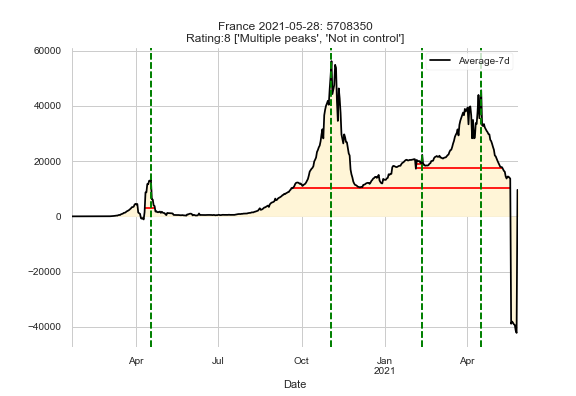 France 2021-05-28: 5708350
Rating:8 ['Multiple peaks', 'Not in control']
60000
Average-7d
40000
20000
0
−20000
−40000
Apr
Jul
Oct
Jan
2021
Apr
Date